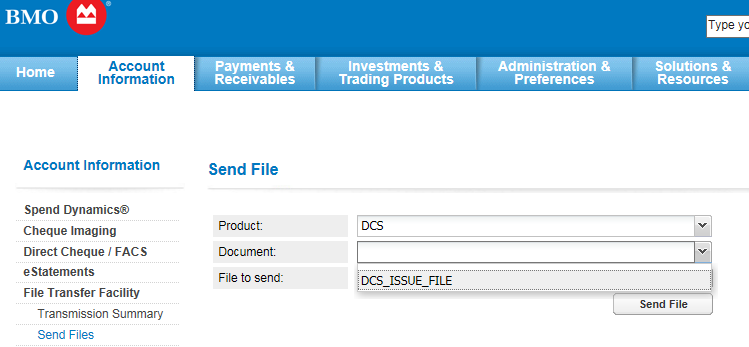 BMO
®
Type yo
Home
Account
Information
Payments &
Receivables
Investments &
Trading Products
Administration &
Preferences
Solutions &
Resources
Account Information
Spend Dynamics®
Cheque Imaging
Direct Cheque / FACS
eStatements
File Transfer Facility
Transmission Summary
Send Files
Send File
Product: DCS
Document:
File to send: DCS_ISSUE_FILE
Send File